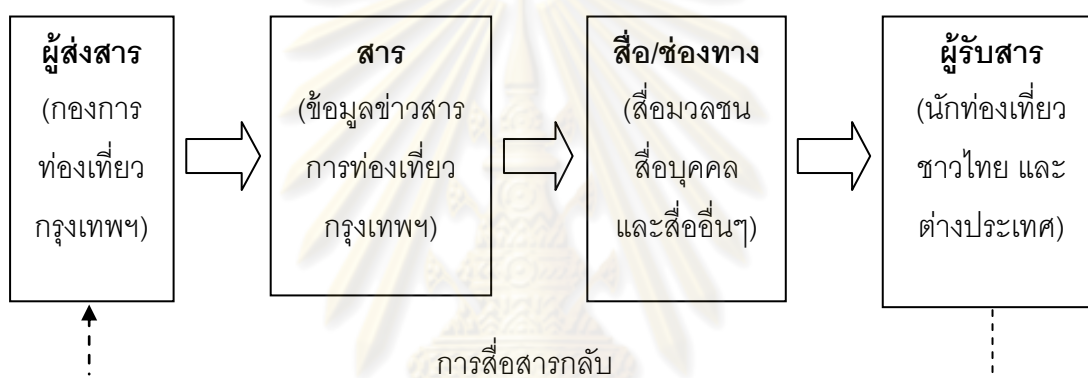 ผู้ส่งสาร
(กองการ
ท่องเที่ยว
กรุงเทพฯ)
สาร
(ข้อมูลข่าวสาร
การท่องเที่ยว
กรุงเทพฯ)
สื่อ/ช่องทาง
(สื่อมวลชน
สื่อบุคคล
และสื่ออื่นๆ)
ผู้รับสาร
(นักท่องเที่ยว
ชาวไทย และ
ต่างประเทศ)
การสื่อสารกลับ